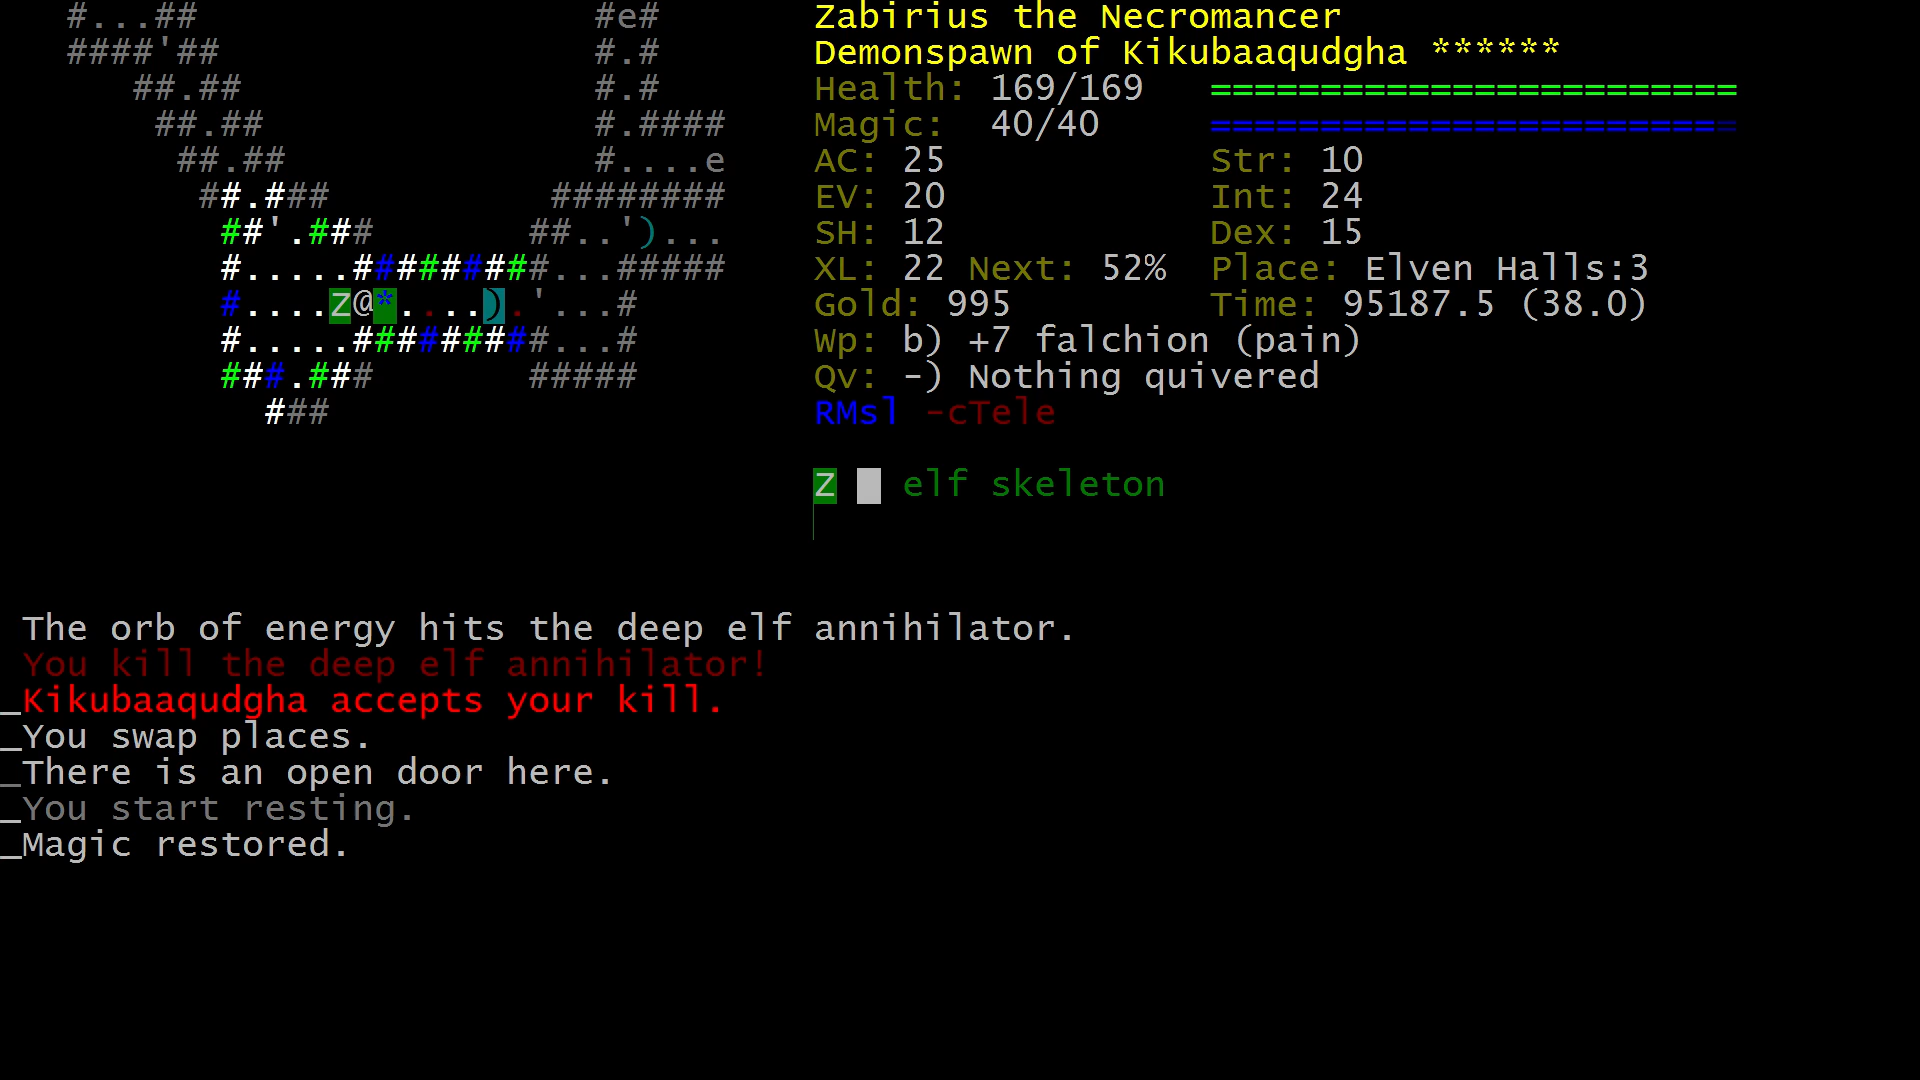 #...##                  #e#
####'##                 #.#
##.##                #.#
##.##               #.####
##.##              #....e
##.###          ########
##'.###       ##..')...
#.....#########...#####
#....Z@*.....).'...#
#.....#########...#
###.###       #####
###
Zabirius the Necromancer
Demonspawn of Kikubaaqudgha ******
Health: 169/169 ========================
Magic: 40/40 ========================
AC: 25 Str: 10
EV: 20 Int: 24
SH: 12 Dex: 15
XL: 22 Next: 52% Place: Elven Halls:3
Gold: 995 Time: 95187.5 (38.0)
Wp: b) +7 falchion (pain)
Qv: -) Nothing quivered
RMsl -cTele
Z elf skeleton
The orb of energy hits the deep elf annihilator.
You kill the deep elf annihilator!
_Kikubaaqudgha accepts your kill.
_You swap places.
_There is an open door here.
_You start resting.
_Magic restored.